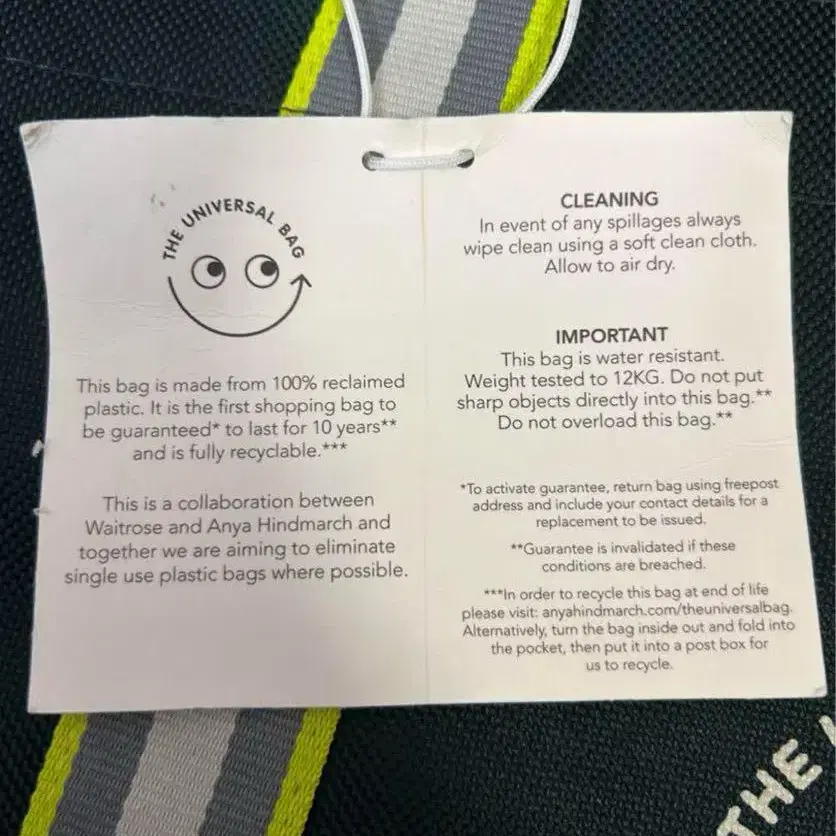 THE UNIVERSAL BAG
This bag is made from 100% reclaimed
plastic. It is the first shopping bag to
be guaranteed* to last for 10 years**
and is fully recyclable.***
This is a collaboration between
Waitrose and Anya Hindmarch and
together we are aiming to eliminate
single use plastic bags where possible.
CLEANING
In event of any spillages always
wipe clean using a soft clean cloth.
Allow to air dry.
IMPORTANT
This bag is water resistant.
Weight tested to 12KG. Do not put
sharp objects directly into this bag.**
Do not overload this bag.**
*To activate guarantee, return bag using freepost
address and include your contact details for a
replacement to be issued.
**Guarantee is invalidated if these
conditions are breached.
***In order to recycle this bag at end of life
please visit: anyahindmarch.com/theuniversalbag.
Alternatively, turn the bag inside out and fold into
the pocket, then put it into a post box for
us to recycle.
THE